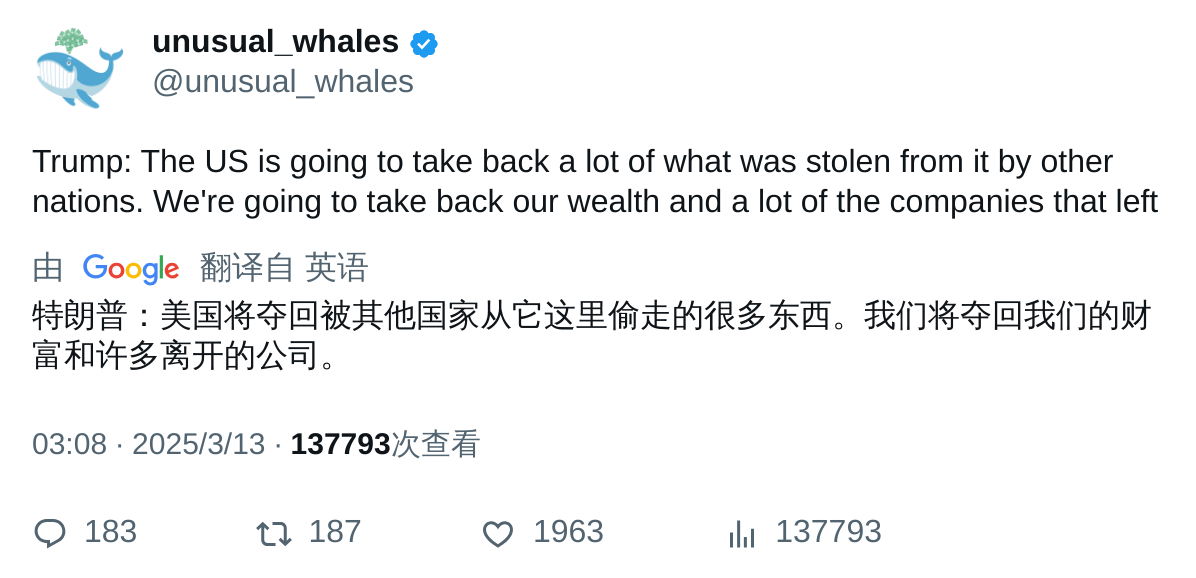 unusual_whales
@unusual_whales
Trump: The US is going to take back a lot of what was stolen from it by other
nations. We're going to take back our wealth and a lot of the companies that left
由 Google 翻译自 英语
特朗普：美国将夺回被其他国家从它这里偷走的很多东西。我们将夺回我们的财
富和许多离开的公司。
03:08 · 2025/3/13 · 137793次查看
183 187 1963 137793